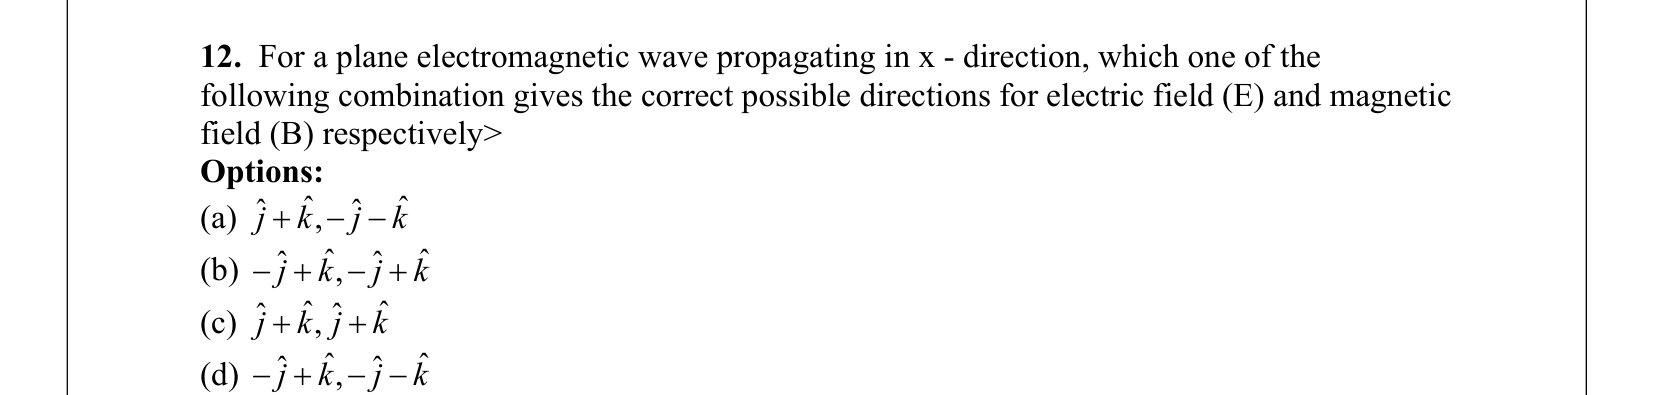 12. For a plane electromagnetic wave propagating in x - direction, which one of the
following combination gives the correct possible directions for electric field (E) and magnetic
field (B) respectively>
Options:
(a) ĵ + k̂, −ĵ − k̂
(b) −ĵ + k̂, −ĵ + k̂
(c) ĵ + k̂, ĵ + k̂
(d) −ĵ + k̂, −ĵ − k̂